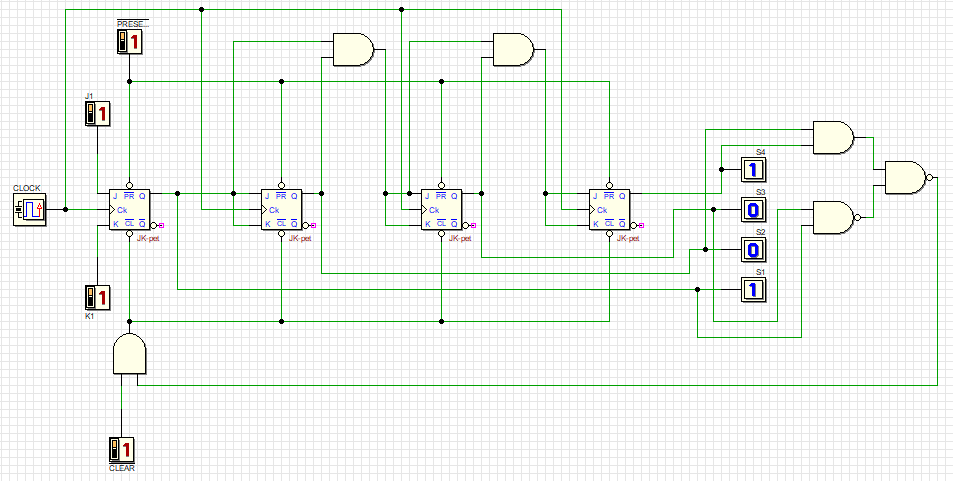 PRESE...
1
J1
1
CLOCK
J PR Q
Ck
K CL Q
JK-pet
J PR Q
Ck
K CL Q
JK-pet
J PR Q
Ck
K CL Q
JK-pet
J PR Q
Ck
K CL Q
JK-pet
S4
1
S3
0
S2
0
S1
1
1
K1
1
CLEAR